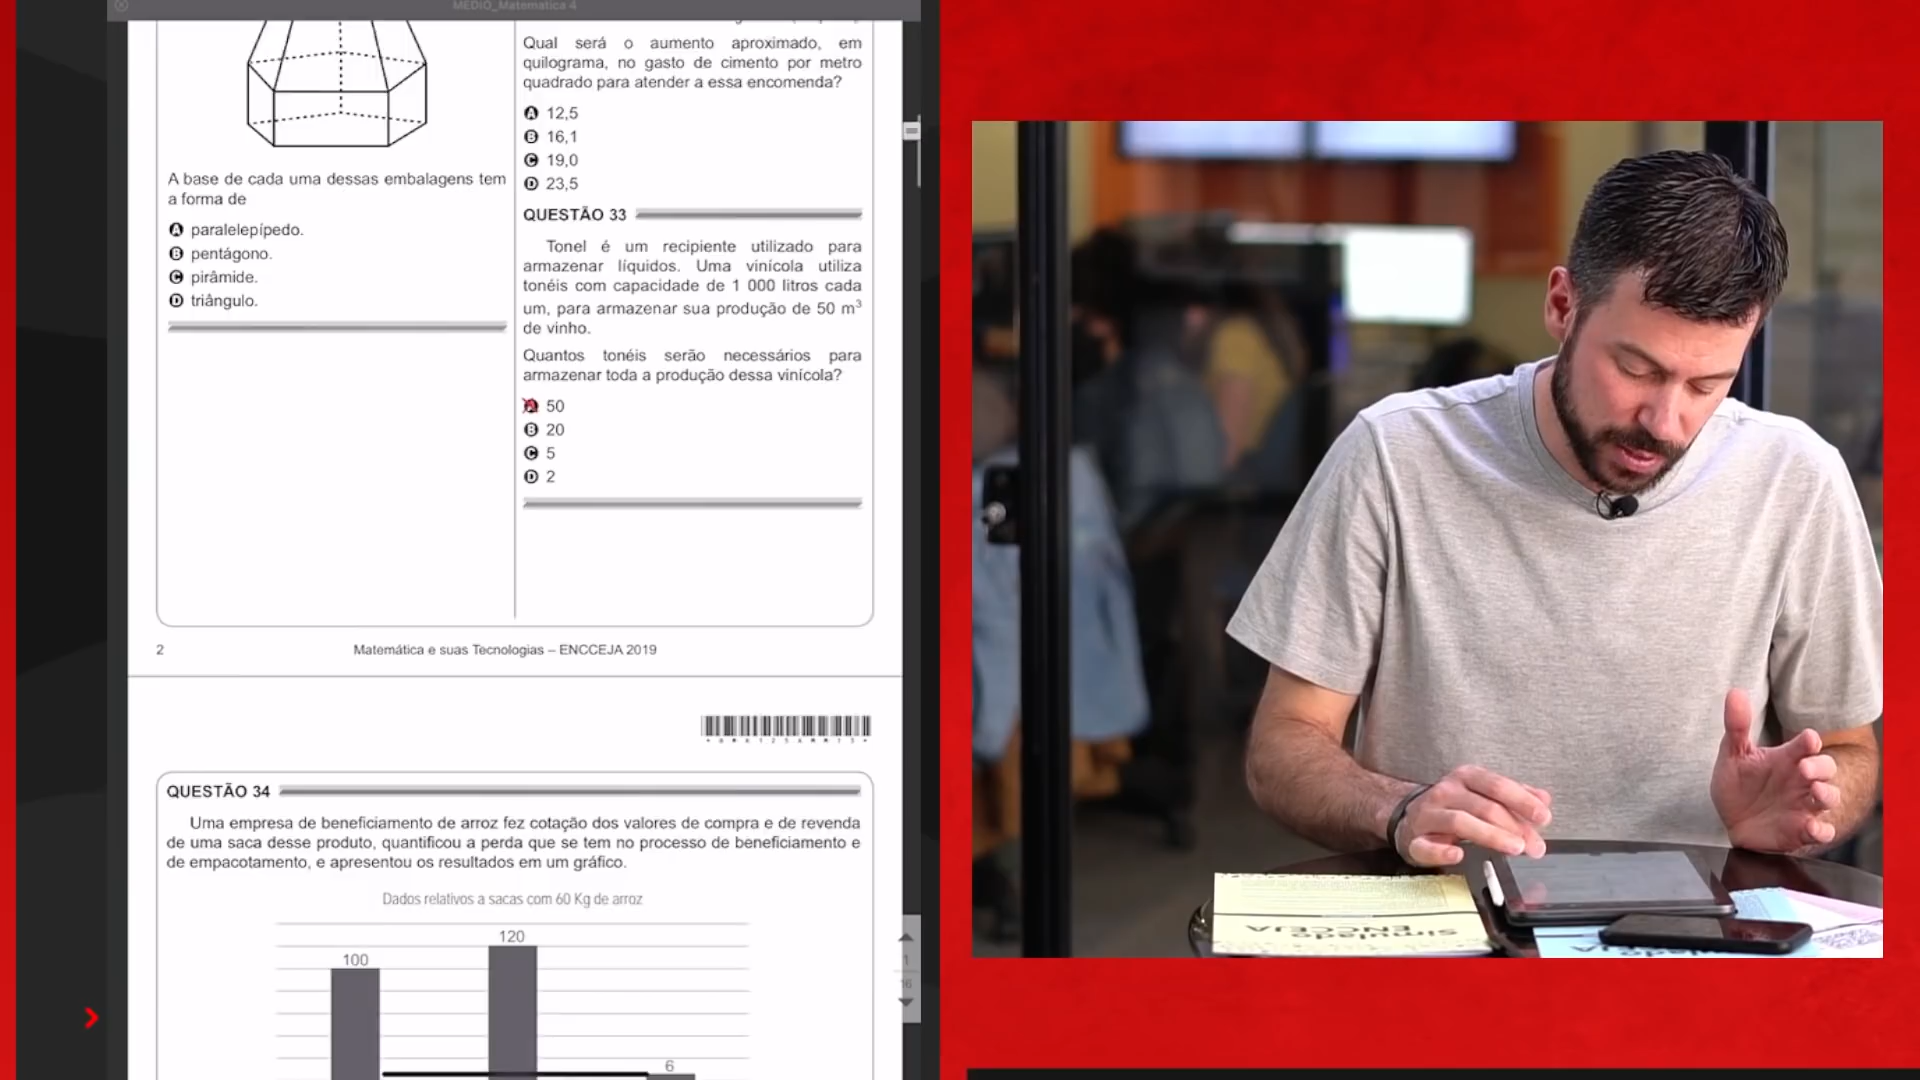 MEDIO_Matematica 4
A base de cada uma dessas embalagens tem
a forma de
A paralelepípedo.
B pentágono.
C pirâmide.
D triângulo.
Qual será o aumento aproximado, em
quilograma, no gasto de cimento por metro
quadrado para atender a essa encomenda?
A 12,5
B 16,1
C 19,0
D 23,5
QUESTÃO 33
Tonel é um recipiente utilizado para
armazenar líquidos. Uma vinícola utiliza
tonéis com capacidade de 1 000 litros cada
um, para armazenar sua produção de 50 m³
de vinho.
Quantos tonéis serão necessários para
armazenar toda a produção dessa vinícola?
A 50
B 20
C 5
D 2
2
Matemática e suas Tecnologias – ENCCEJA 2019
QUESTÃO 34
Uma empresa de beneficiamento de arroz fez cotação dos valores de compra e de revenda
de uma saca desse produto, quantificou a perda que se tem no processo de beneficiamento e
de empacotamento, e apresentou os resultados em um gráfico.
Dados relativos a sacas com 60 Kg de arroz
100
120
6
1
16
Simulado
ENCCEJA